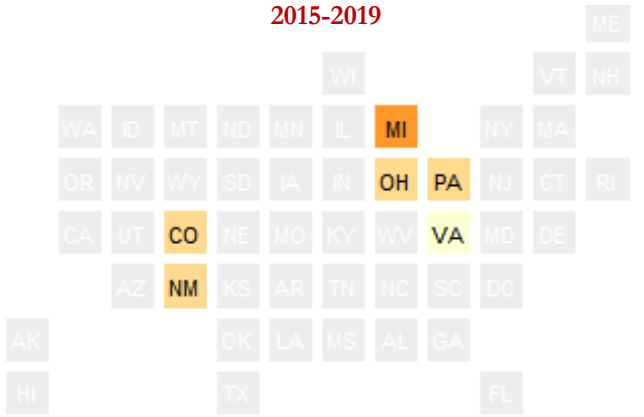 2015-2019
ME
WI VT NH
WA ID MT ND MN IL MI NY MA
OR NV WY SD IA IN OH PA NJ CT RI
CA UT CO NE MO KY WV VA MD DE
AZ NM KS AR TN NC SC DC
AK OK LA MS AL GA
HI TX FL